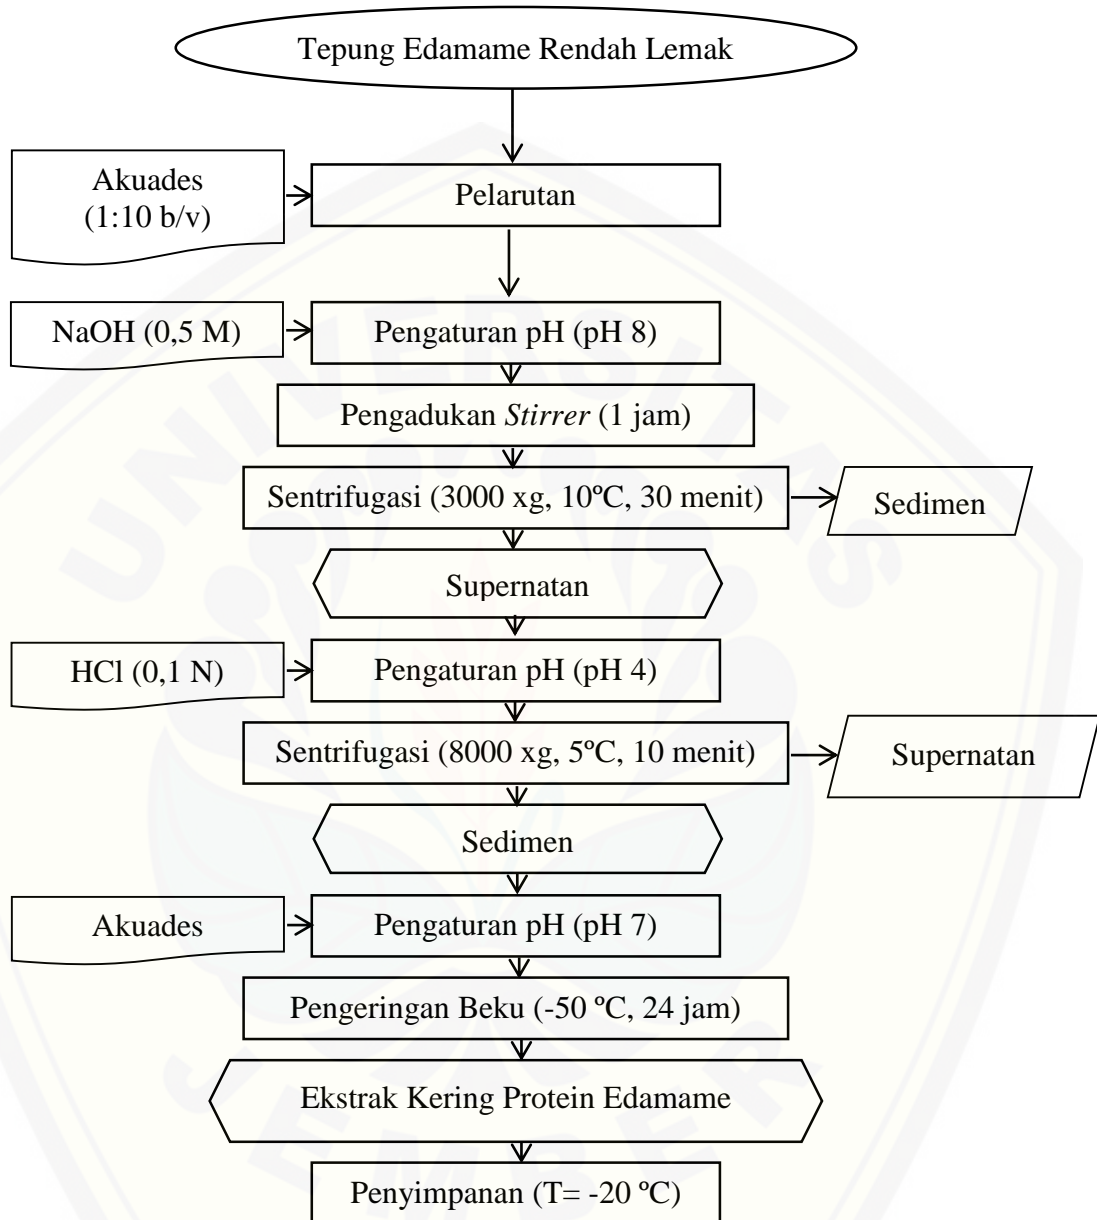 Tepung Edamame Rendah Lemak
Akuades
(1:10 b/v)
Pelarutan
NaOH (0,5 M)
Pengaturan pH (pH 8)
Pengadukan Stirrer (1 jam)
Sentrifugasi (3000 xg, 10ºC, 30 menit)
Sedimen
Supernatan
HCl (0,1 N)
Pengaturan pH (pH 4)
Sentrifugasi (8000 xg, 5ºC, 10 menit)
Supernatan
Sedimen
Akuades
Pengaturan pH (pH 7)
Pengeringan Beku (-50 ºC, 24 jam)
Ekstrak Kering Protein Edamame
Penyimpanan (T= -20 ºC)
UNIVERSITAS
JEMBER